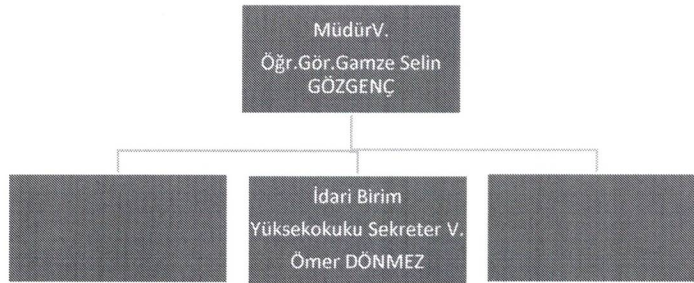 MüdürV.
Öğr.Gör.Gamze Selin
GÖZGENÇ
İdari Birim
Yüksekokuku Sekreter V.
Ömer DÖNMEZ